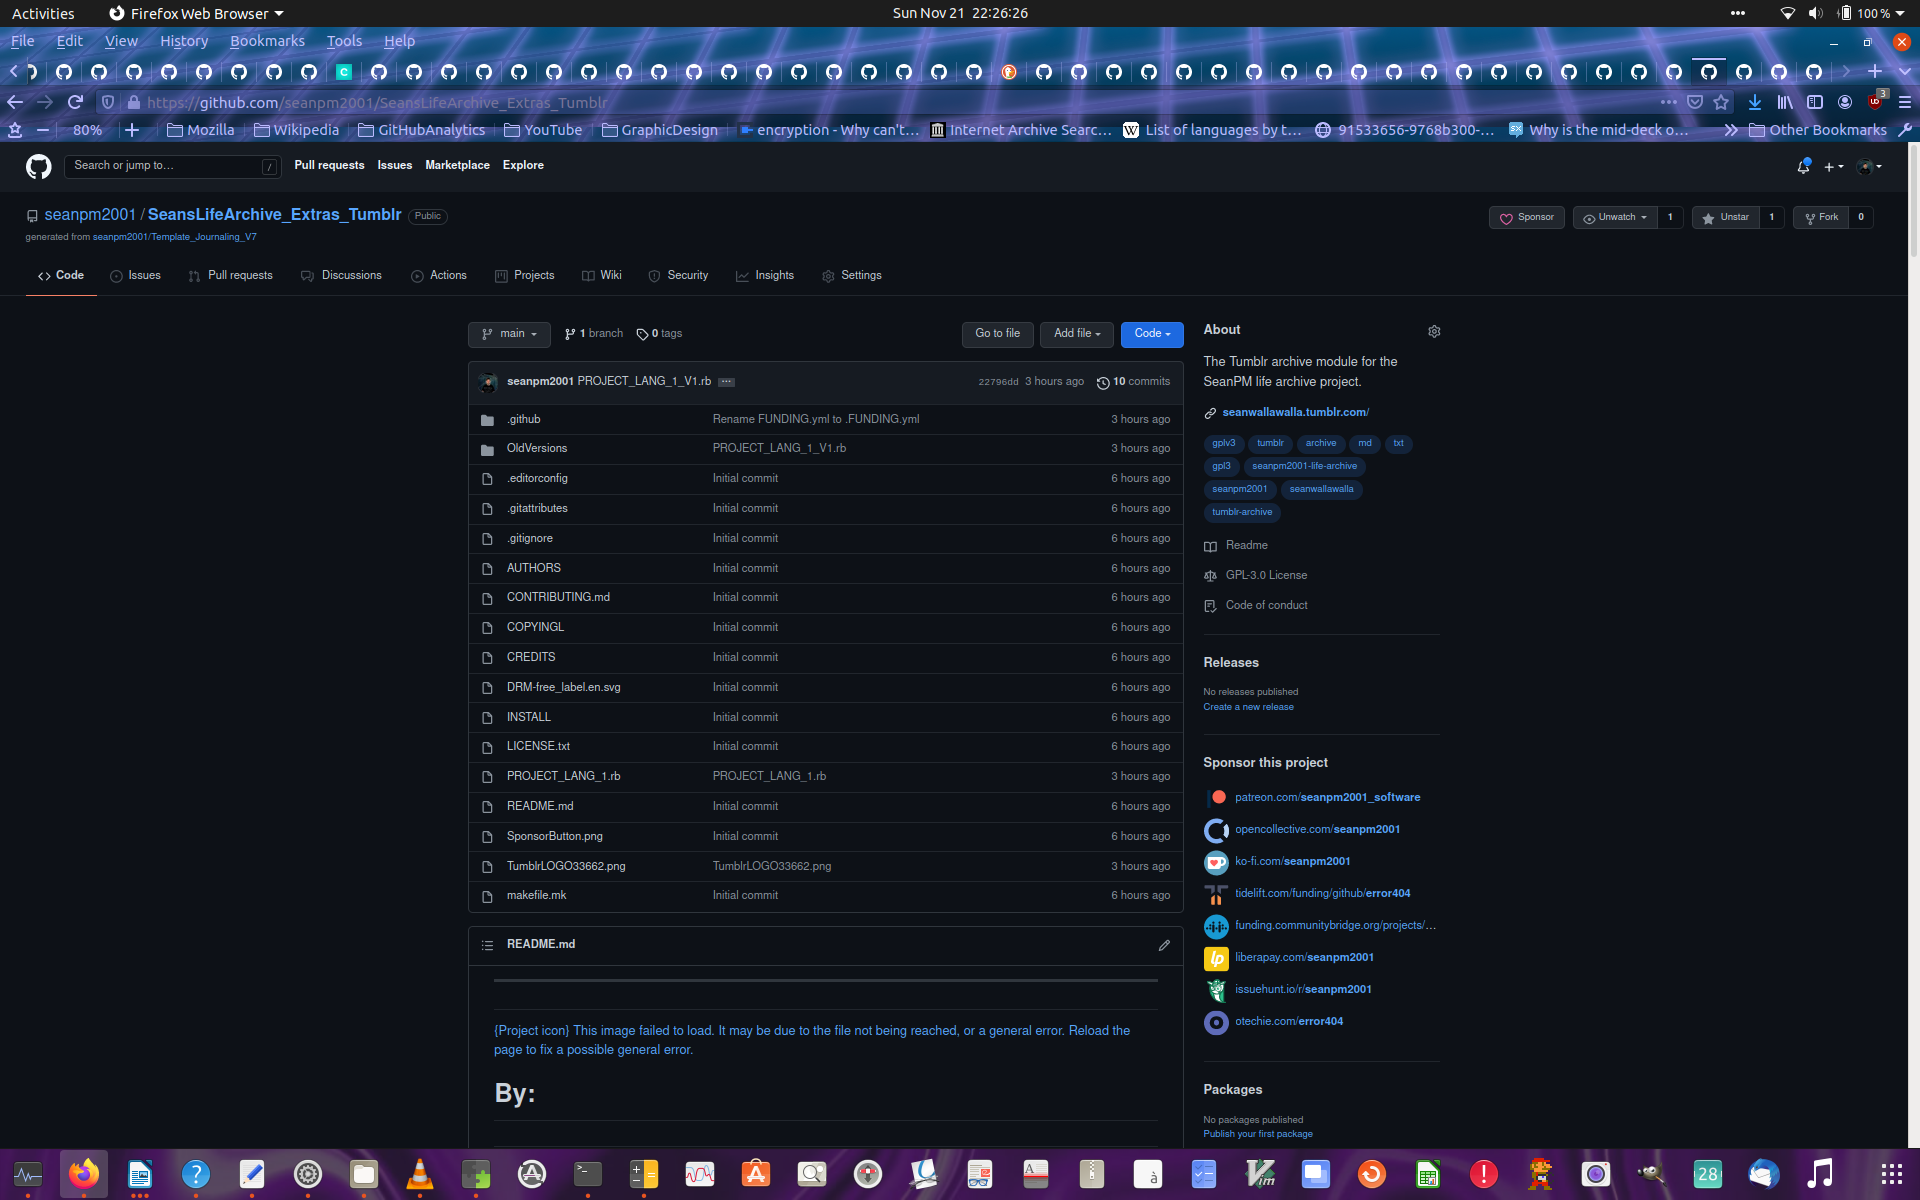 Activities Firefox Web Browser Sun Nov 21 22:26:26 100 %
File Edit View History Bookmarks Tools Help
https://github.com/seanpm2001/SeansLifeArchive_Extras_Tumblr 3
80% Mozilla Wikipedia GitHubAnalytics YouTube GraphicDesign encryption - Why can't… Internet Archive Searc… List of languages by t… 91533656-9768b300-… Why is the mid-deck o… Other Bookmarks
Search or jump to… / Pull requests Issues Marketplace Explore
seanpm2001 / SeansLifeArchive_Extras_Tumblr Public
Sponsor Unwatch 1 Unstar 1 Fork 0
generated from seanpm2001/Template_Journaling_V7
Code Issues Pull requests Discussions Actions Projects Wiki Security Insights Settings
main 1 branch 0 tags Go to file Add file Code
seanpm2001 PROJECT_LANG_1_V1.rb ··· 22796dd 3 hours ago 10 commits
.github Rename FUNDING.yml to .FUNDING.yml 3 hours ago
OldVersions PROJECT_LANG_1_V1.rb 3 hours ago
.editorconfig Initial commit 6 hours ago
.gitattributes Initial commit 6 hours ago
.gitignore Initial commit 6 hours ago
AUTHORS Initial commit 6 hours ago
CONTRIBUTING.md Initial commit 6 hours ago
COPYINGL Initial commit 6 hours ago
CREDITS Initial commit 6 hours ago
DRM-free_label.en.svg Initial commit 6 hours ago
INSTALL Initial commit 6 hours ago
LICENSE.txt Initial commit 6 hours ago
PROJECT_LANG_1.rb PROJECT_LANG_1.rb 3 hours ago
README.md Initial commit 6 hours ago
SponsorButton.png Initial commit 6 hours ago
TumblrLOGO33662.png TumblrLOGO33662.png 3 hours ago
makefile.mk Initial commit 6 hours ago
README.md
{Project icon} This image failed to load. It may be due to the file not being reached, or a general error. Reload the
page to fix a possible general error.
By:
About
The Tumblr archive module for the
SeanPM life archive project.
seanwallawalla.tumblr.com/
gplv3 tumblr archive md txt
gpl3 seanpm2001-life-archive
seanpm2001 seanwallawalla
tumblr-archive
Readme
GPL-3.0 License
Code of conduct
Releases
No releases published
Create a new release
Sponsor this project
patreon.com/seanpm2001_software
opencollective.com/seanpm2001
ko-fi.com/seanpm2001
tidelift.com/funding/github/error404
funding.communitybridge.org/projects/…
liberapay.com/seanpm2001
issuehunt.io/r/seanpm2001
otechie.com/error404
Packages
No packages published
Publish your first package
28